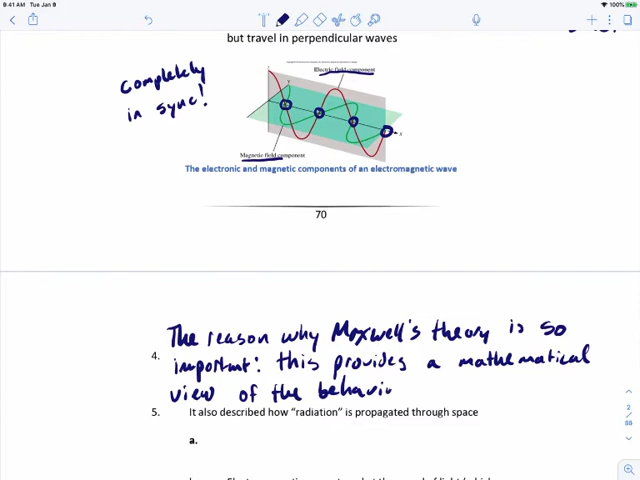 9:41 AM Tue Jan 9
100%
but travel in perpendicular waves
completely
in sync!
Electric field component
Magnetic field component
The electronic and magnetic components of an electromagnetic wave
70
The reason why Maxwell's theory is so
4.
important: this provides a mathematical
view of the behavio
5. It also described how "radiation" is propagated through space
a.
2
/
55